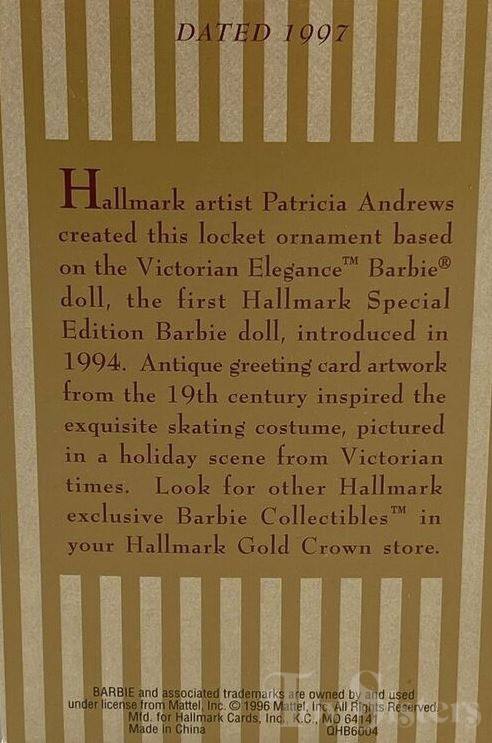 DATED 1997
Hallmark artist Patricia Andrews
created this locket ornament based
on the Victorian Elegance™ Barbie®
doll, the first Hallmark Special
Edition Barbie doll, introduced in
1994. Antique greeting card artwork
from the 19th century inspired the
exquisite skating costume, pictured
in a holiday scene from Victorian
times. Look for other Hallmark
exclusive Barbie Collectibles™ in
your Hallmark Gold Crown store.
BARBIE and associated trademarks are owned by and used
under license from Mattel, Inc. © 1996 Mattel, Inc. All Rights Reserved.
Mfd. for Hallmark Cards, Inc., K.C., MO 64141
Made in China QHB6004
Toy Sisters